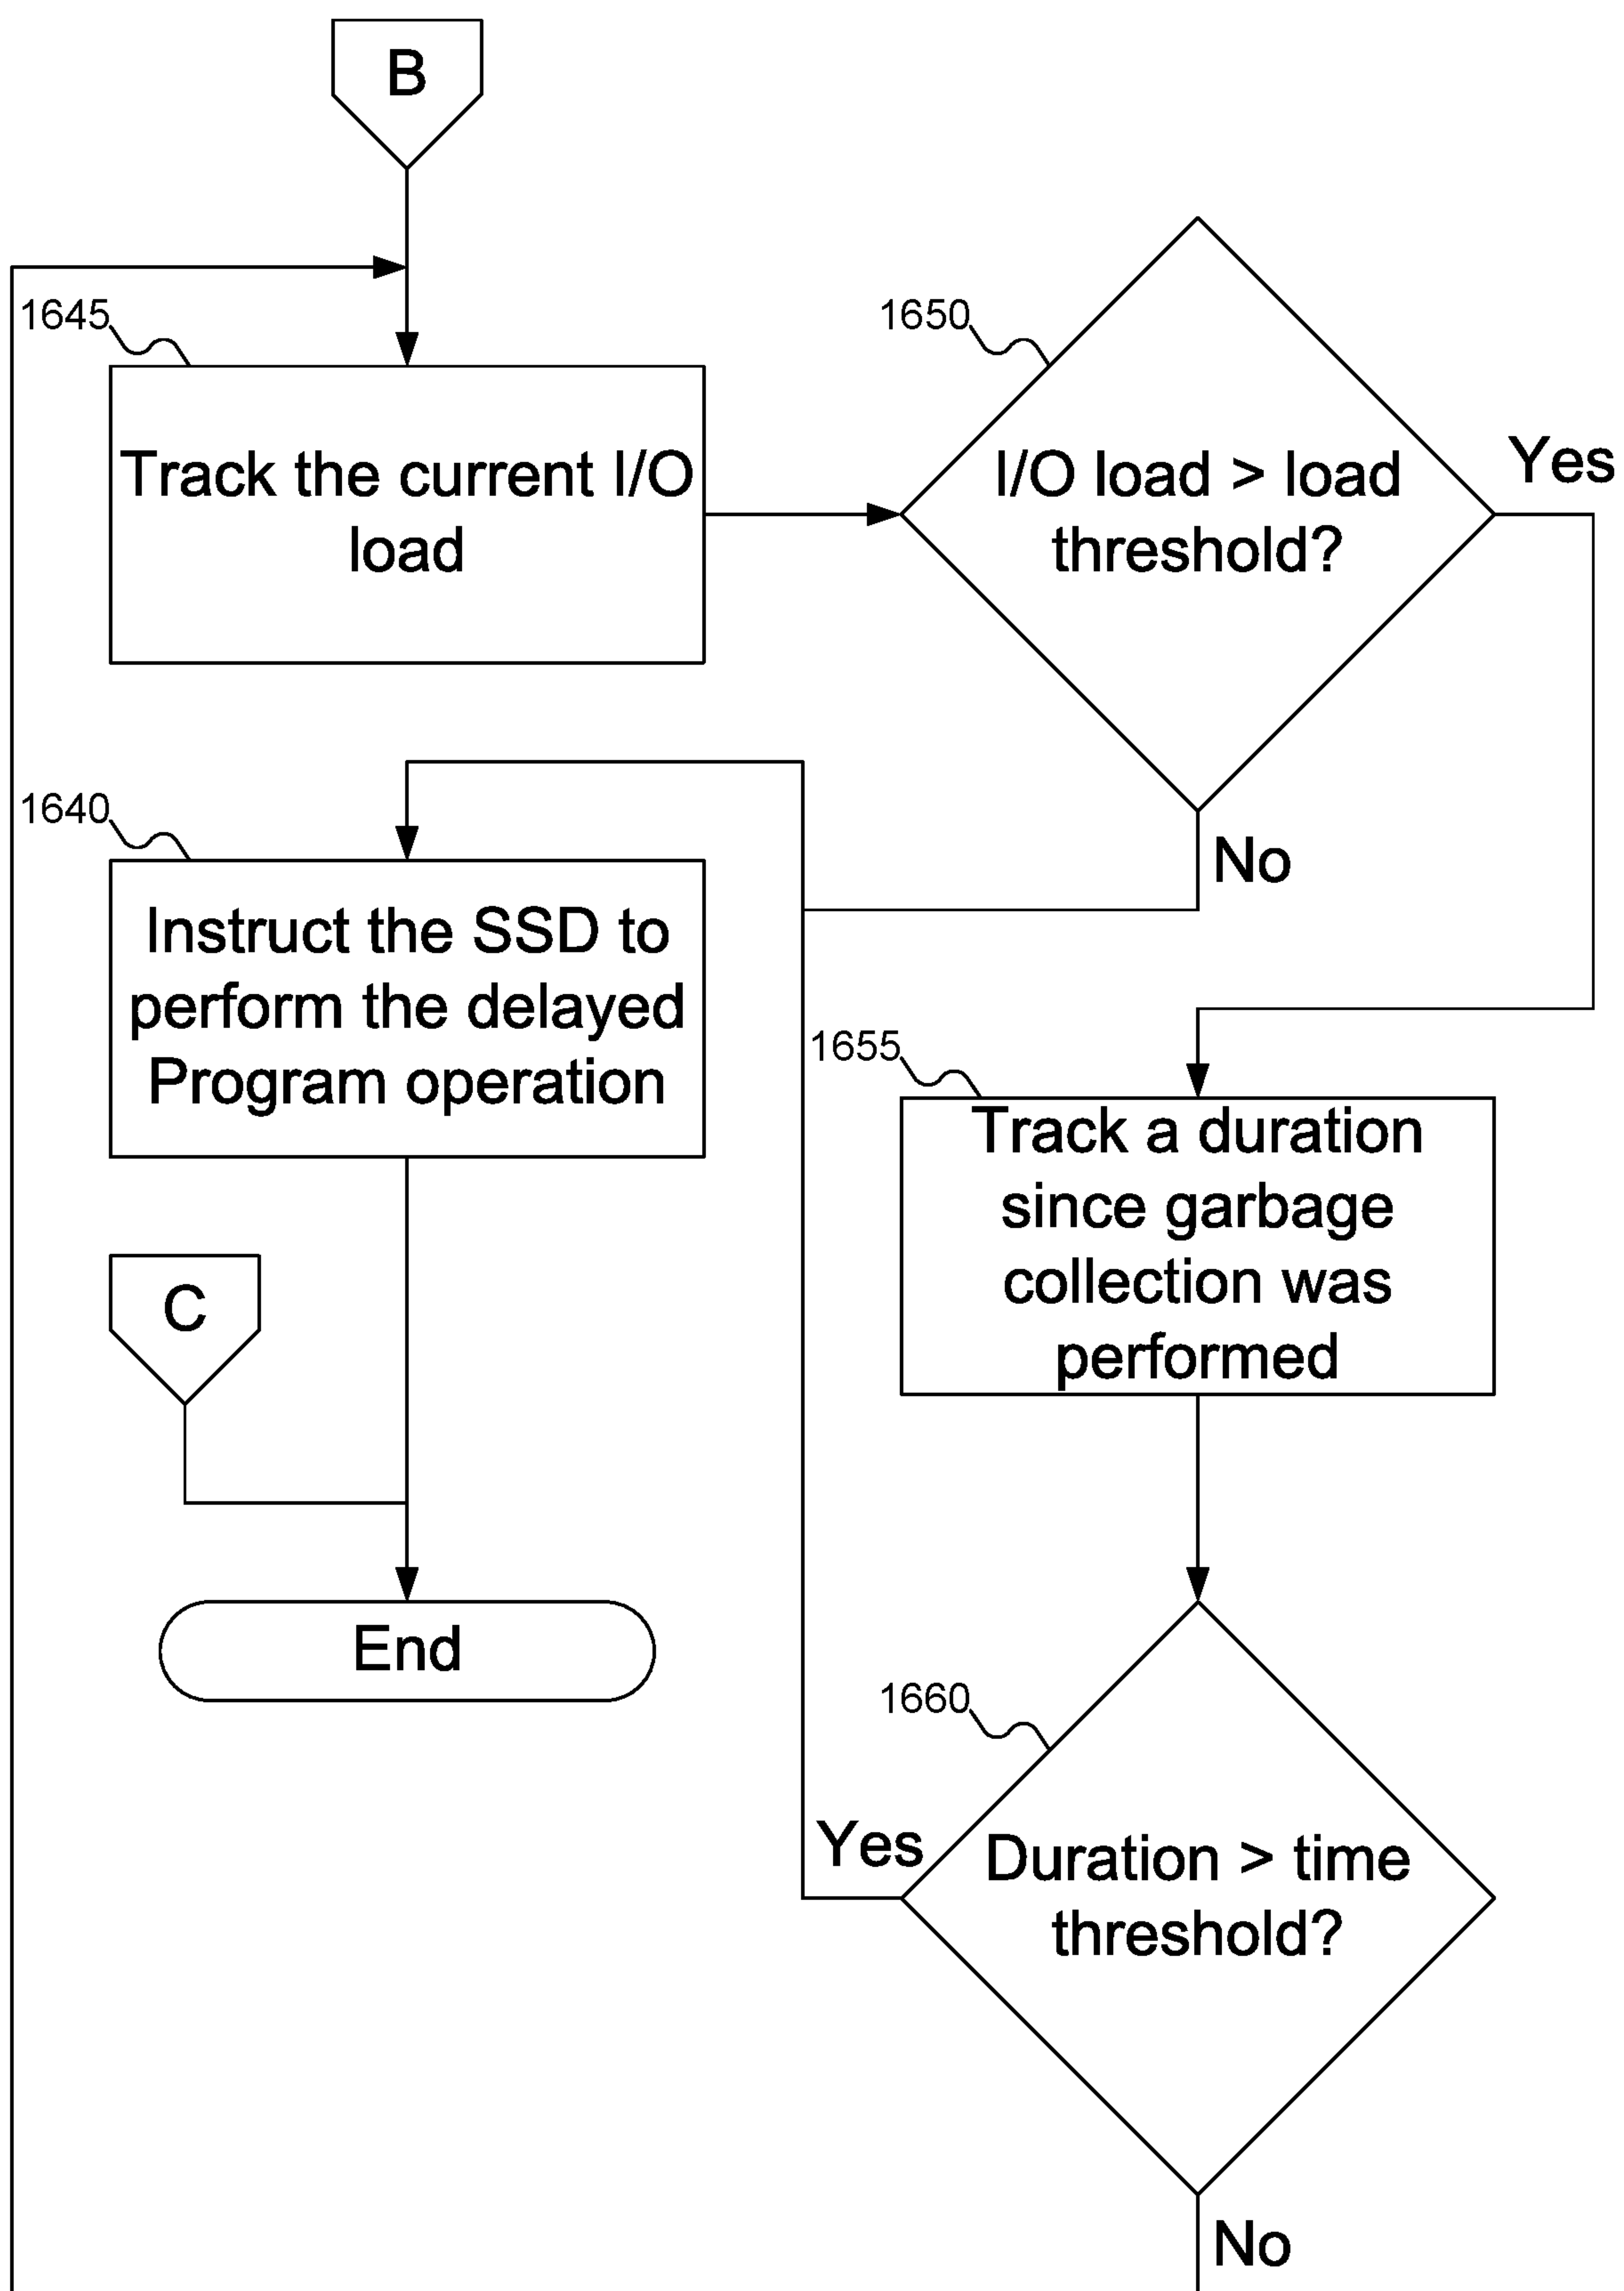 B
1645
Track the current I/O
load
1650
I/O load > load
threshold?
Yes
No
1640
Instruct the SSD to
perform the delayed
Program operation
1655
Track a duration
since garbage
collection was
performed
C
End
1660
Duration > time
threshold?
Yes
No